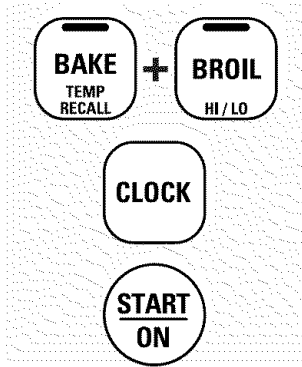 BAKE + BROIL
TEMP
RECALL HI / LO
CLOCK
START
ON